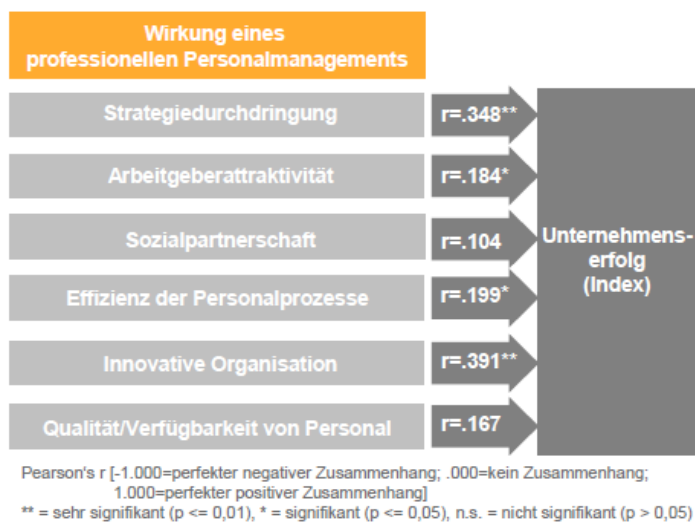 Wirkung eines
professionellen Personalmanagements
Strategiedurchdringung
r=.348**
Arbeitgeberattraktivität
r=.184*
Sozialpartnerschaft
r=.104
Effizienz der Personalprozesse
r=.199*
Innovative Organisation
r=.391**
Qualität/Verfügbarkeit von Personal
r=.167
Unternehmens-
erfolg
(Index)
Pearson's r [-1.000=perfekter negativer Zusammenhang; .000=kein Zusammenhang;
1.000=perfekter positiver Zusammenhang]
** = sehr signifikant (p <= 0,01), * = signifikant (p <= 0,05), n.s. = nicht signifikant (p > 0,05)